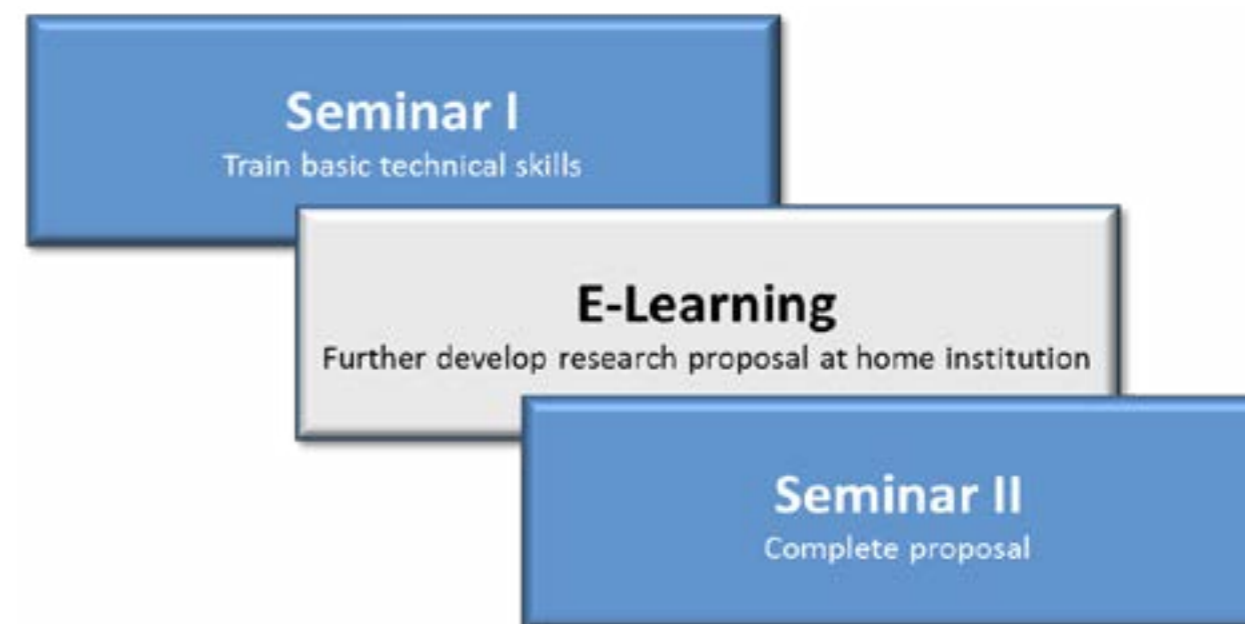 Seminar I
Train basic technical skills
E-Learning
Further develop research proposal at home institution
Seminar II
Complete proposal